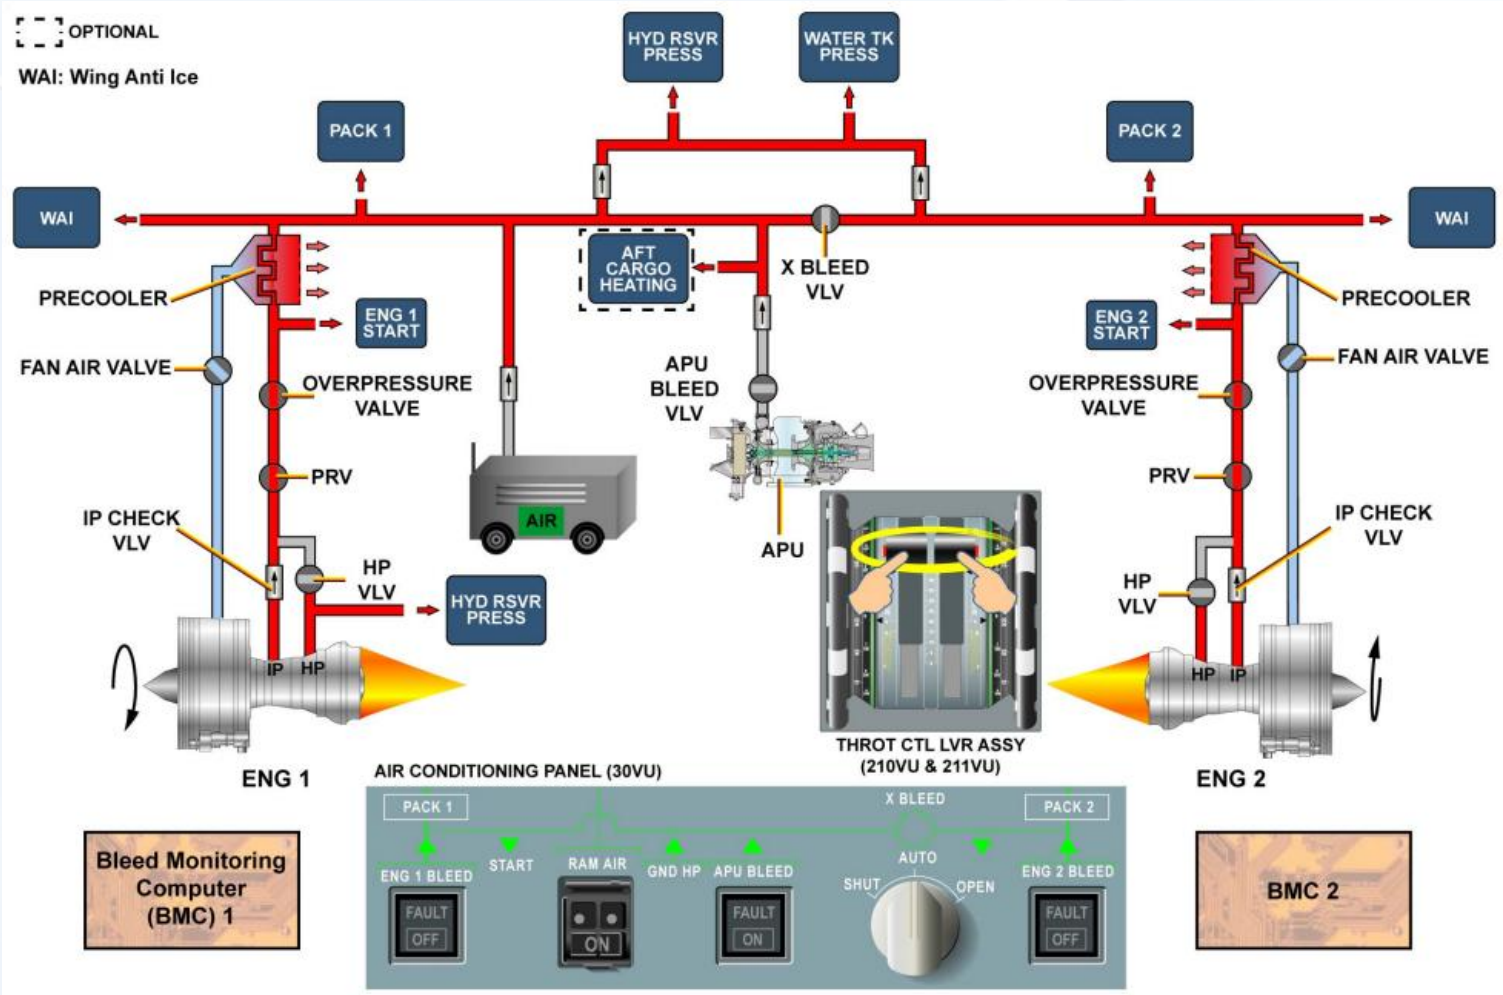 OPTIONAL
WAI: Wing Anti Ice
HYD RSVR
PRESS
WATER TK
PRESS
PACK 1
PACK 2
WAI
WAI
AFT
CARGO
HEATING
X BLEED
VLV
PRECOOLER
PRECOOLER
ENG 1
START
ENG 2
START
FAN AIR VALVE
FAN AIR VALVE
OVERPRESSURE
VALVE
APU
BLEED
VLV
OVERPRESSURE
VALVE
PRV
PRV
IP CHECK
VLV
AIR
APU
IP CHECK
VLV
HP
VLV
HP
VLV
HYD RSVR
PRESS
IP
HP
HP
IP
THROT CTL LVR ASSY
(210VU & 211VU)
ENG 1
ENG 2
AIR CONDITIONING PANEL (30VU)
PACK 1
X BLEED
PACK 2
START
RAM AIR
GND HP
APU BLEED
AUTO
ENG 1 BLEED
SHUT
OPEN
ENG 2 BLEED
FAULT
OFF
ON
FAULT
ON
FAULT
OFF
Bleed Monitoring
Computer
(BMC) 1
BMC 2